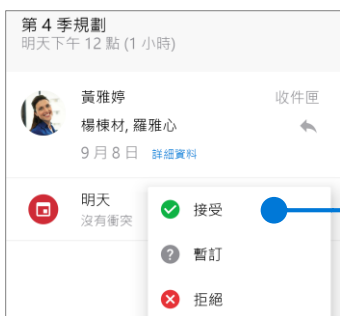 第 4 季規劃
明天下午 12 點 (1 小時)
黃雅婷 收件匣
楊棟材, 羅雅心
9 月 8 日 詳細資料
明天
沒有衝突
接受
暫訂
拒絕